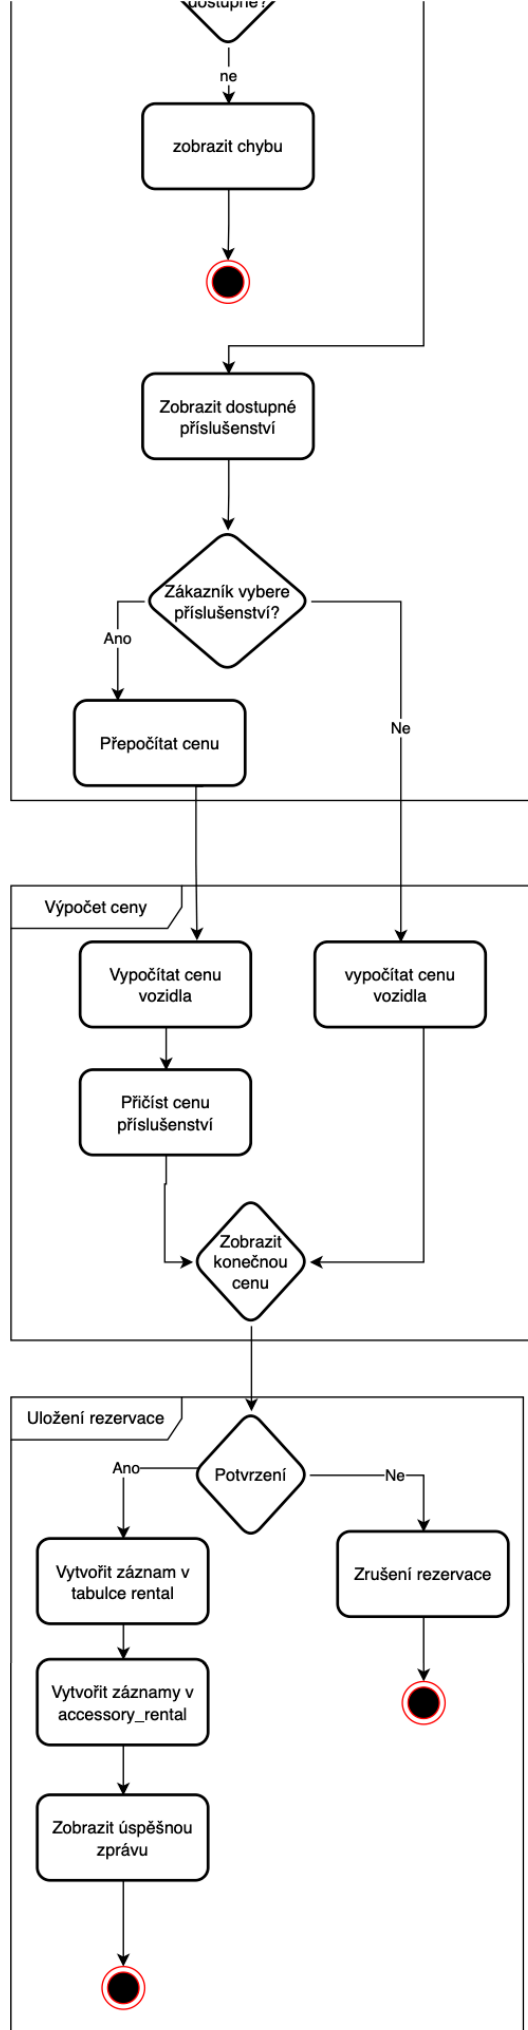 dostupné?
ne
zobrazit chybu
Zobrazit dostupné
příslušenství
Zákazník vybere
příslušenství?
Ano
Ne
Přepočítat cenu
Výpočet ceny
Vypočítat cenu
vozidla
vypočítat cenu
vozidla
Přičíst cenu
příslušenství
Zobrazit
konečnou
cenu
Uložení rezervace
Potvrzení
Ano
Ne
Vytvořit záznam v
tabulce rental
Zrušení rezervace
Vytvořit záznamy v
accessory_rental
Zobrazit úspěšnou
zprávu